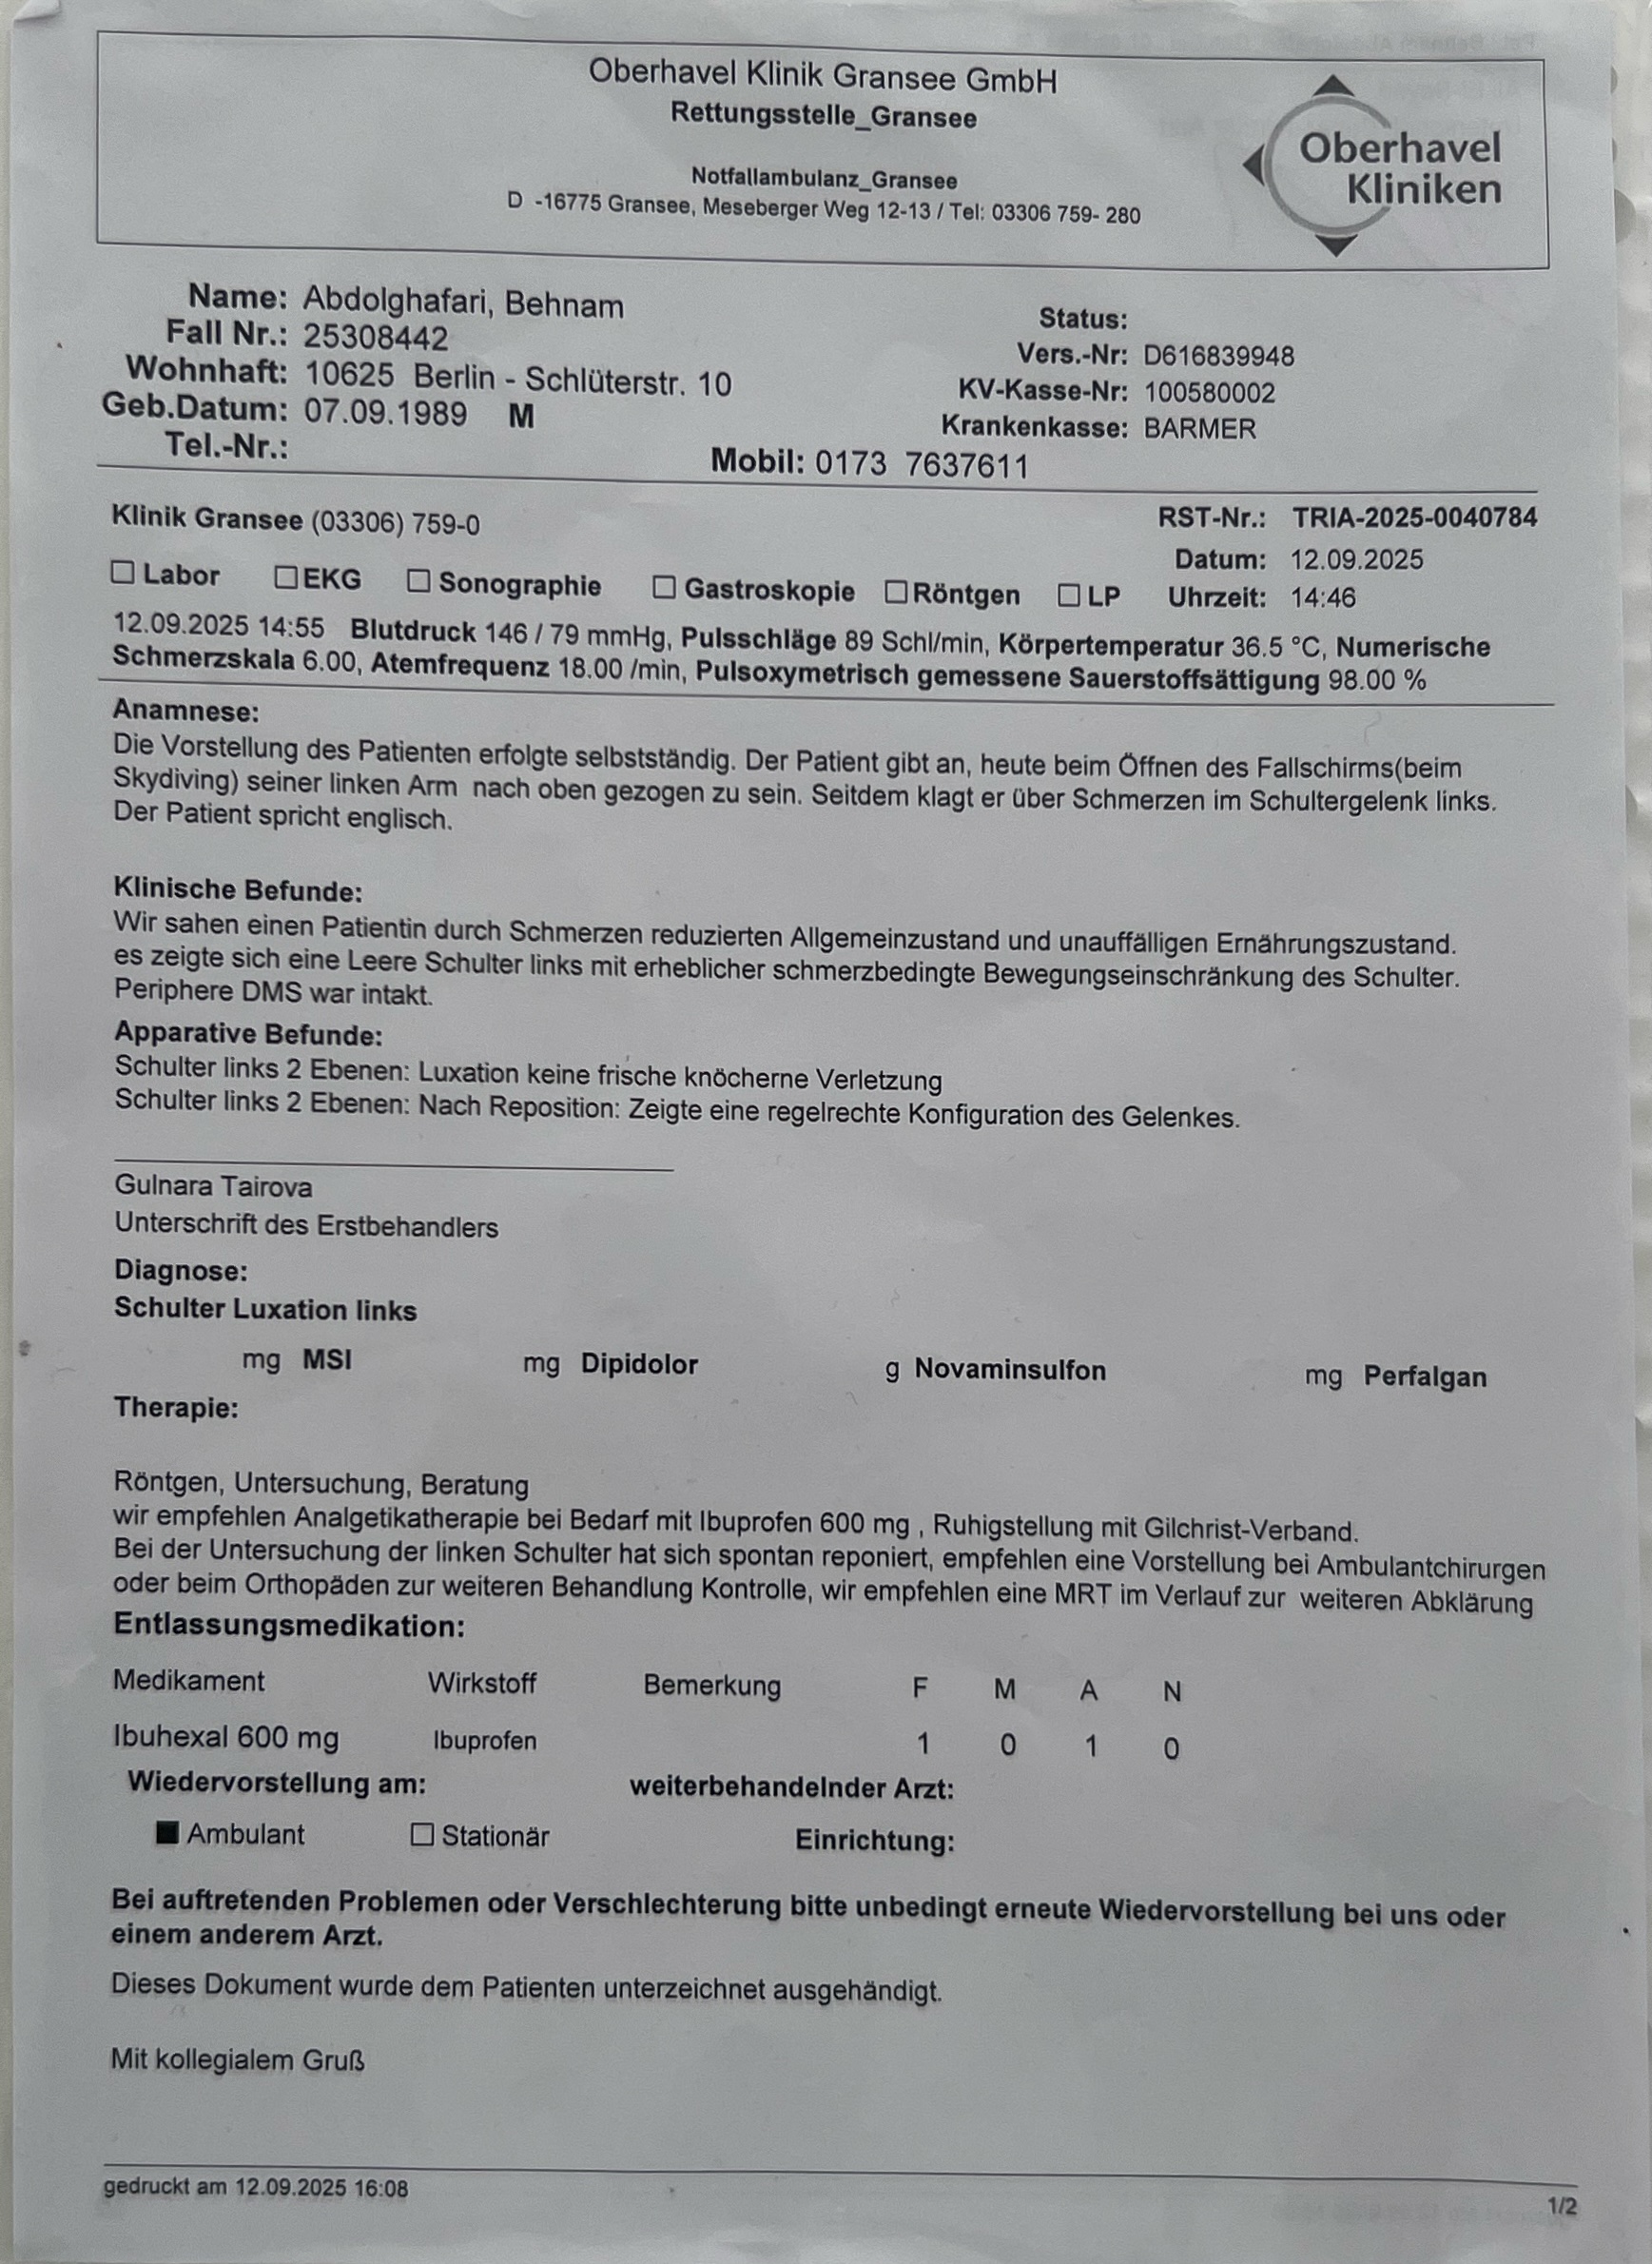 Oberhavel Klinik Gransee GmbH
Rettungsstelle_Gransee
Notfallambulanz_Gransee
D -16775 Gransee, Meseberger Weg 12-13 / Tel: 03306 759- 280
Oberhavel
Kliniken
Name: Abdolghafari, Behnam
Fall Nr.: 25308442
Wohnhaft: 10625 Berlin - Schlüterstr. 10
Geb.Datum: 07.09.1989 M
Tel.-Nr.:
Status:
Vers.-Nr: D616839948
KV-Kasse-Nr: 100580002
Krankenkasse: BARMER
Mobil: 0173 7637611
Klinik Gransee (03306) 759-0
RST-Nr.: TRIA-2025-0040784
Datum: 12.09.2025
☐ Labor ☐ EKG ☐ Sonographie ☐ Gastroskopie ☐ Röntgen ☐ LP Uhrzeit: 14:46
12.09.2025 14:55 Blutdruck 146 / 79 mmHg, Pulsschläge 89 Schl/min, Körpertemperatur 36.5 °C, Numerische
Schmerzskala 6.00, Atemfrequenz 18.00 /min, Pulsoxymetrisch gemessene Sauerstoffsättigung 98.00 %
Anamnese:
Die Vorstellung des Patienten erfolgte selbstständig. Der Patient gibt an, heute beim Öffnen des Fallschirms(beim
Skydiving) seiner linken Arm nach oben gezogen zu sein. Seitdem klagt er über Schmerzen im Schultergelenk links.
Der Patient spricht englisch.
Klinische Befunde:
Wir sahen einen Patientin durch Schmerzen reduzierten Allgemeinzustand und unauffälligen Ernährungszustand.
es zeigte sich eine Leere Schulter links mit erheblicher schmerzbedingte Bewegungseinschränkung des Schulter.
Periphere DMS war intakt.
Apparative Befunde:
Schulter links 2 Ebenen: Luxation keine frische knöcherne Verletzung
Schulter links 2 Ebenen: Nach Reposition: Zeigte eine regelrechte Konfiguration des Gelenkes.
Gulnara Tairova
Unterschrift des Erstbehandlers
Diagnose:
Schulter Luxation links
mg MSI mg Dipidolor g Novaminsulfon mg Perfalgan
Therapie:
Röntgen, Untersuchung, Beratung
wir empfehlen Analgetikatherapie bei Bedarf mit Ibuprofen 600 mg , Ruhigstellung mit Gilchrist-Verband.
Bei der Untersuchung der linken Schulter hat sich spontan reponiert, empfehlen eine Vorstellung bei Ambulantchirurgen
oder beim Orthopäden zur weiteren Behandlung Kontrolle, wir empfehlen eine MRT im Verlauf zur weiteren Abklärung
Entlassungsmedikation:
Medikament Wirkstoff Bemerkung F M A N
Ibuhexal 600 mg Ibuprofen 1 0 1 0
Wiedervorstellung am: weiterbehandelnder Arzt:
■ Ambulant ☐ Stationär Einrichtung:
Bei auftretenden Problemen oder Verschlechterung bitte unbedingt erneute Wiedervorstellung bei uns oder
einem anderem Arzt.
Dieses Dokument wurde dem Patienten unterzeichnet ausgehändigt.
Mit kollegialem Gruß
gedruckt am 12.09.2025 16:08
1/2